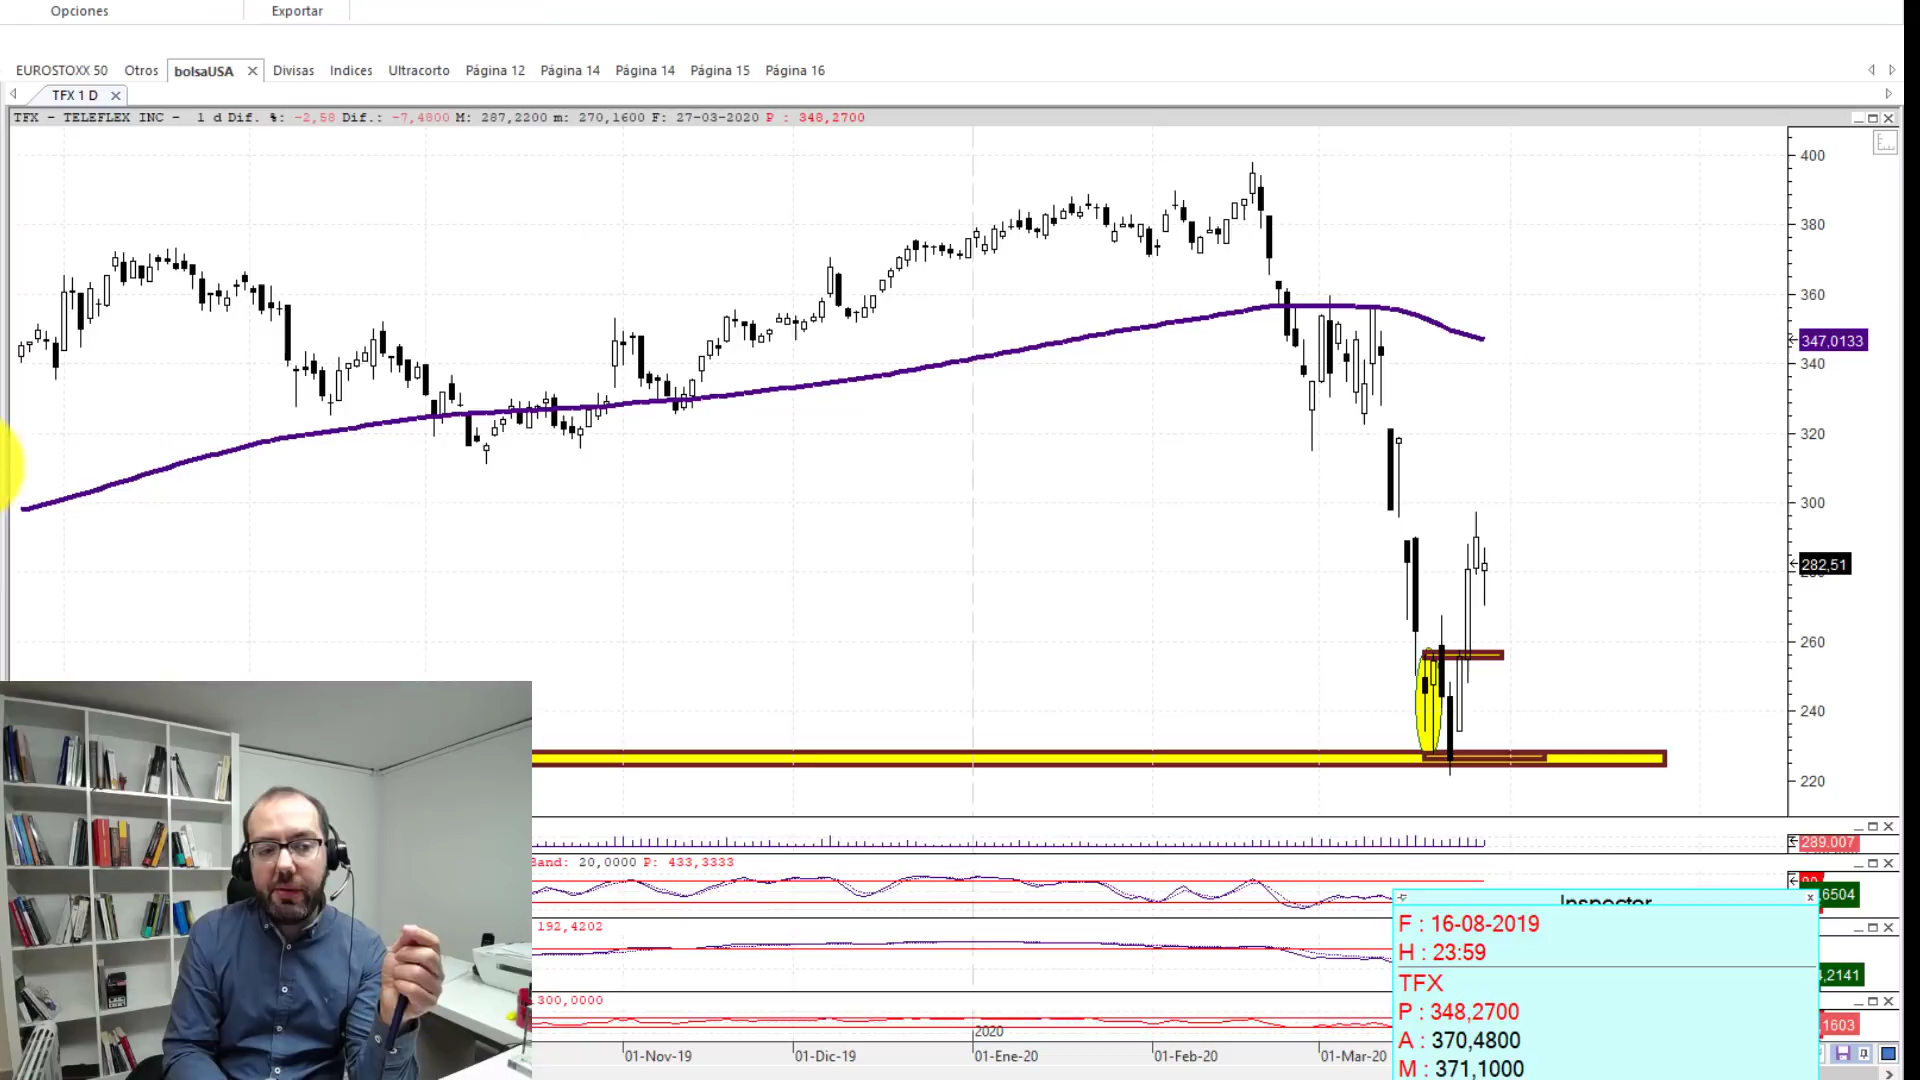 Opciones
Exportar
EUROSTOXX 50 Otros bolsaUSA Divisas Indices Ultracorto Página 12 Página 14 Página 14 Página 15 Página 16
TFX 1 D
TFX - TELEFLEX INC - 1 d Dif. %: -2,58 Dif.: -7,4800 M: 287,2200 m: 270,1600 F: 27-03-2020 P : 348,2700
400
380
360
347,0133
340
320
300
282,51
260
240
220
289.007
Band: 20,0000 P: 433,3333
6504
192,4202
2141
300,0000
1603
Inspector
F : 16-08-2019
H : 23:59
TFX
P : 348,2700
A : 370,4800
M : 371,1000
2020
01-Nov-19 01-Dic-19 01-Ene-20 01-Feb-20 01-Mar-20